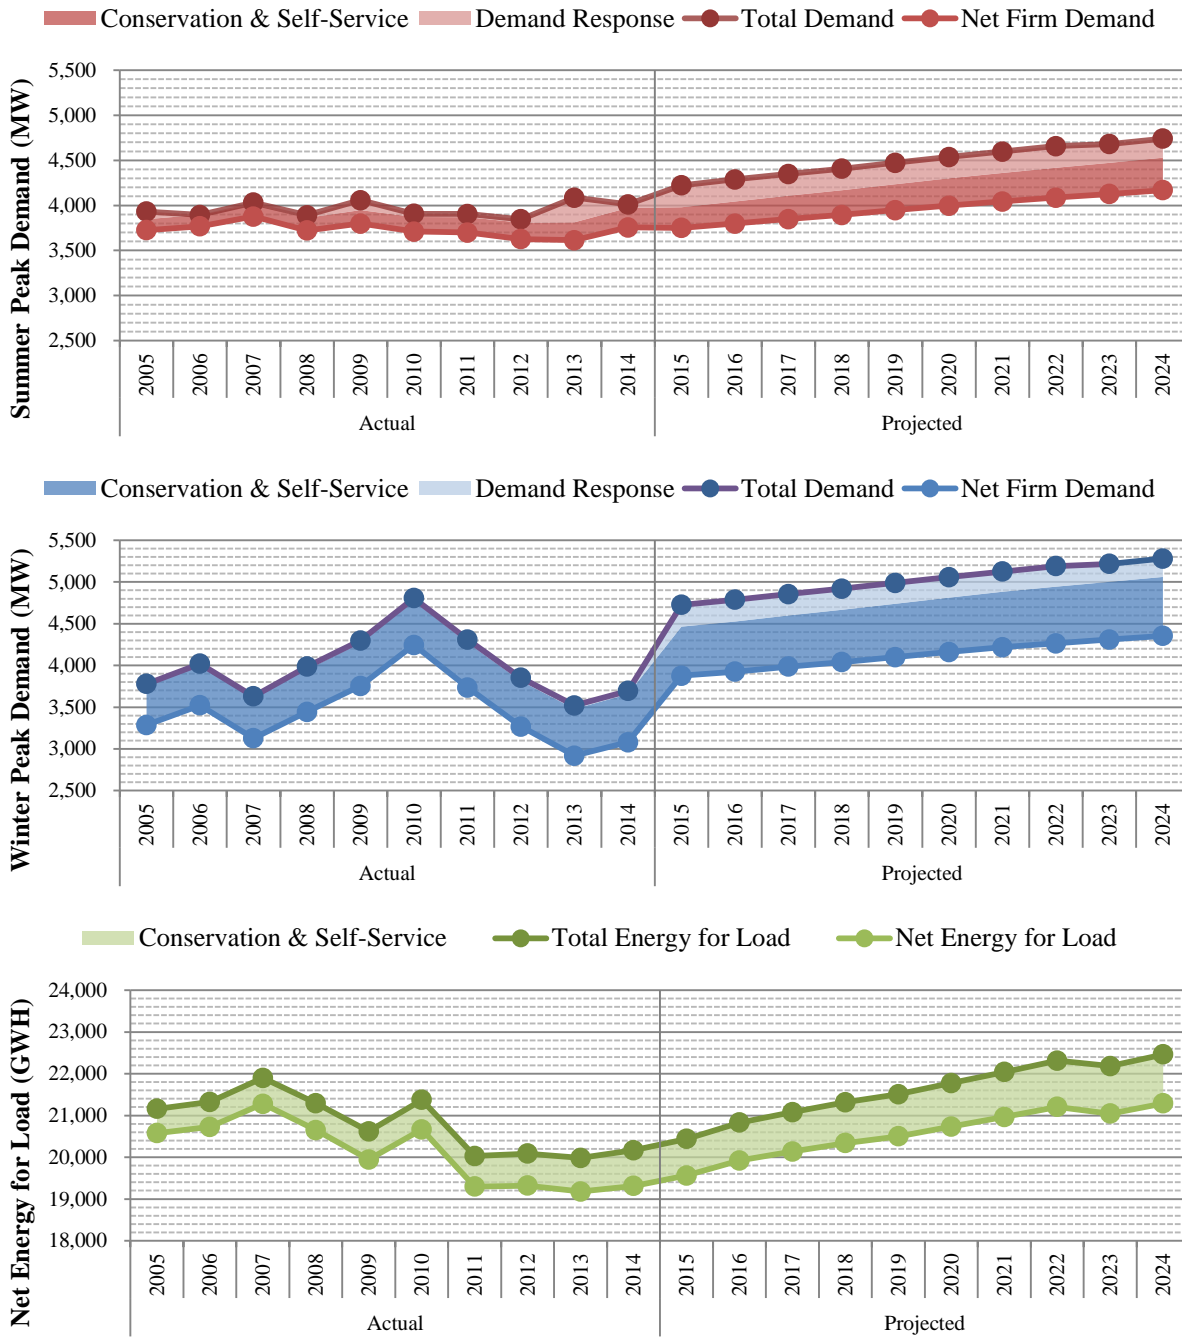 Conservation & Self-Service Demand Response Total Demand Net Firm Demand
Summer Peak Demand (MW)
5,500
5,000
4,500
4,000
3,500
3,000
2,500
2005 2006 2007 2008 2009 2010 2011 2012 2013 2014 2015 2016 2017 2018 2019 2020 2021 2022 2023 2024
Actual Projected
Conservation & Self-Service Demand Response Total Demand Net Firm Demand
Winter Peak Demand (MW)
5,500
5,000
4,500
4,000
3,500
3,000
2,500
2005 2006 2007 2008 2009 2010 2011 2012 2013 2014 2015 2016 2017 2018 2019 2020 2021 2022 2023 2024
Actual Projected
Conservation & Self-Service Total Energy for Load Net Energy for Load
Net Energy for Load (GWH)
24,000
23,000
22,000
21,000
20,000
19,000
18,000
2005 2006 2007 2008 2009 2010 2011 2012 2013 2014 2015 2016 2017 2018 2019 2020 2021 2022 2023 2024
Actual Projected